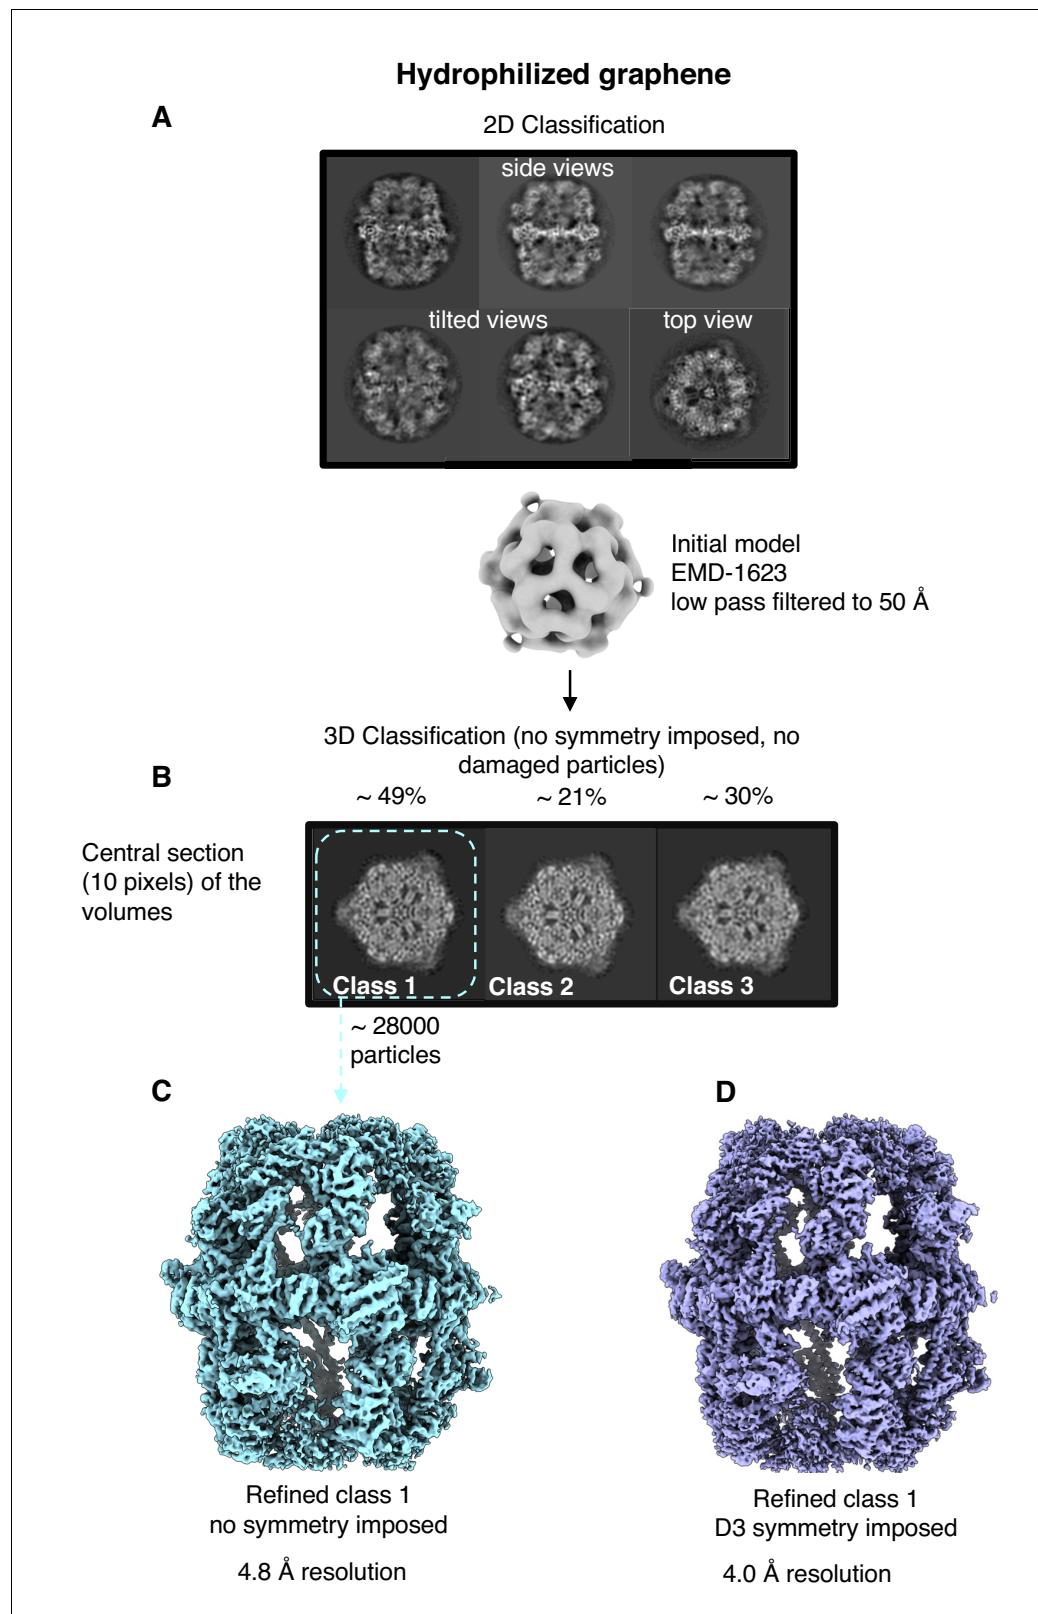 Hydrophilized graphene
A
2D Classification
side views
tilted views
top view
Initial model
EMD-1623
low pass filtered to 50 Å
3D Classification (no symmetry imposed, no
damaged particles)
B
~ 49%
~ 21%
~ 30%
Central section
(10 pixels) of the
volumes
Class 1
Class 2
Class 3
~ 28000
particles
C
D
Refined class 1
no symmetry imposed
4.8 Å resolution
Refined class 1
D3 symmetry imposed
4.0 Å resolution